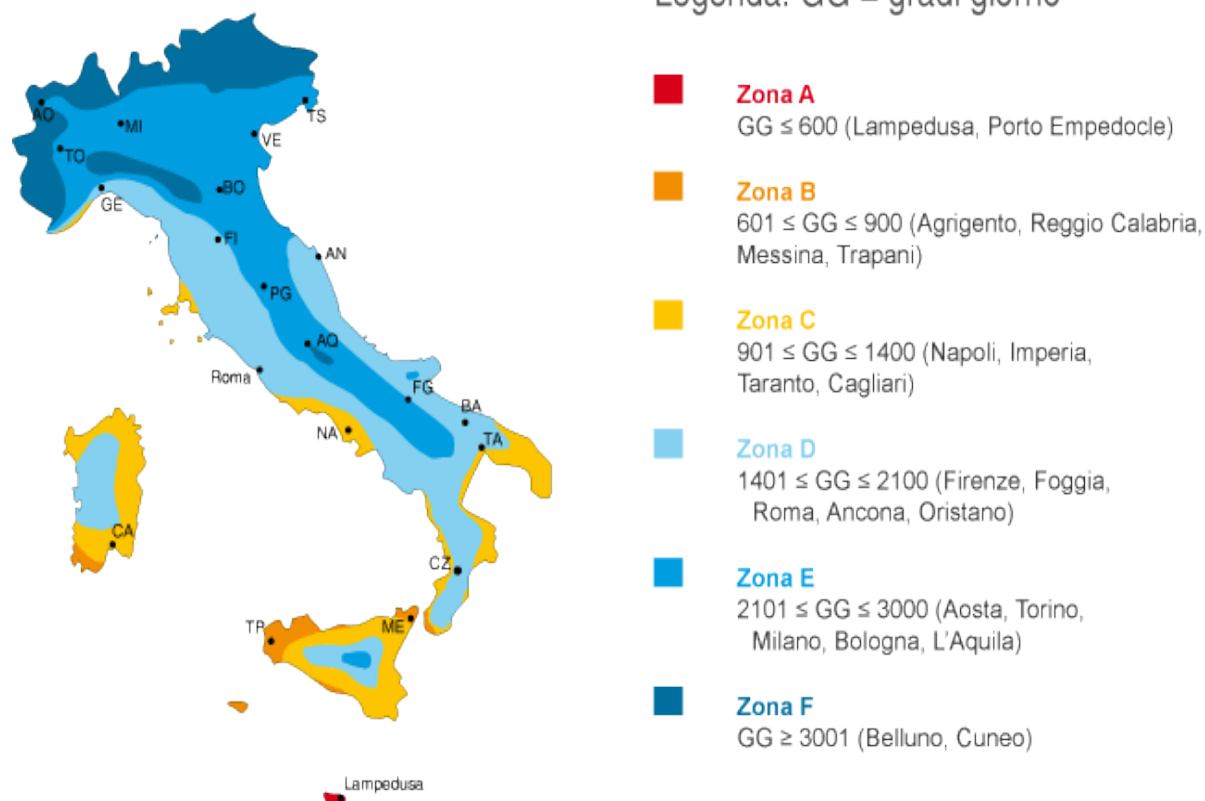 Legenda: GG = gradi giorno
AO
MI
TS
VE
TO
BO
GE
FI
AN
PG
AQ
Roma
FG
BA
NA
TA
CA
CZ
TP
ME
Lampedusa
Zona A
GG ≤ 600 (Lampedusa, Porto Empedocle)
Zona B
601 ≤ GG ≤ 900 (Agrigento, Reggio Calabria,
Messina, Trapani)
Zona C
901 ≤ GG ≤ 1400 (Napoli, Imperia,
Taranto, Cagliari)
Zona D
1401 ≤ GG ≤ 2100 (Firenze, Foggia,
Roma, Ancona, Oristano)
Zona E
2101 ≤ GG ≤ 3000 (Aosta, Torino,
Milano, Bologna, L'Aquila)
Zona F
GG ≥ 3001 (Belluno, Cuneo)